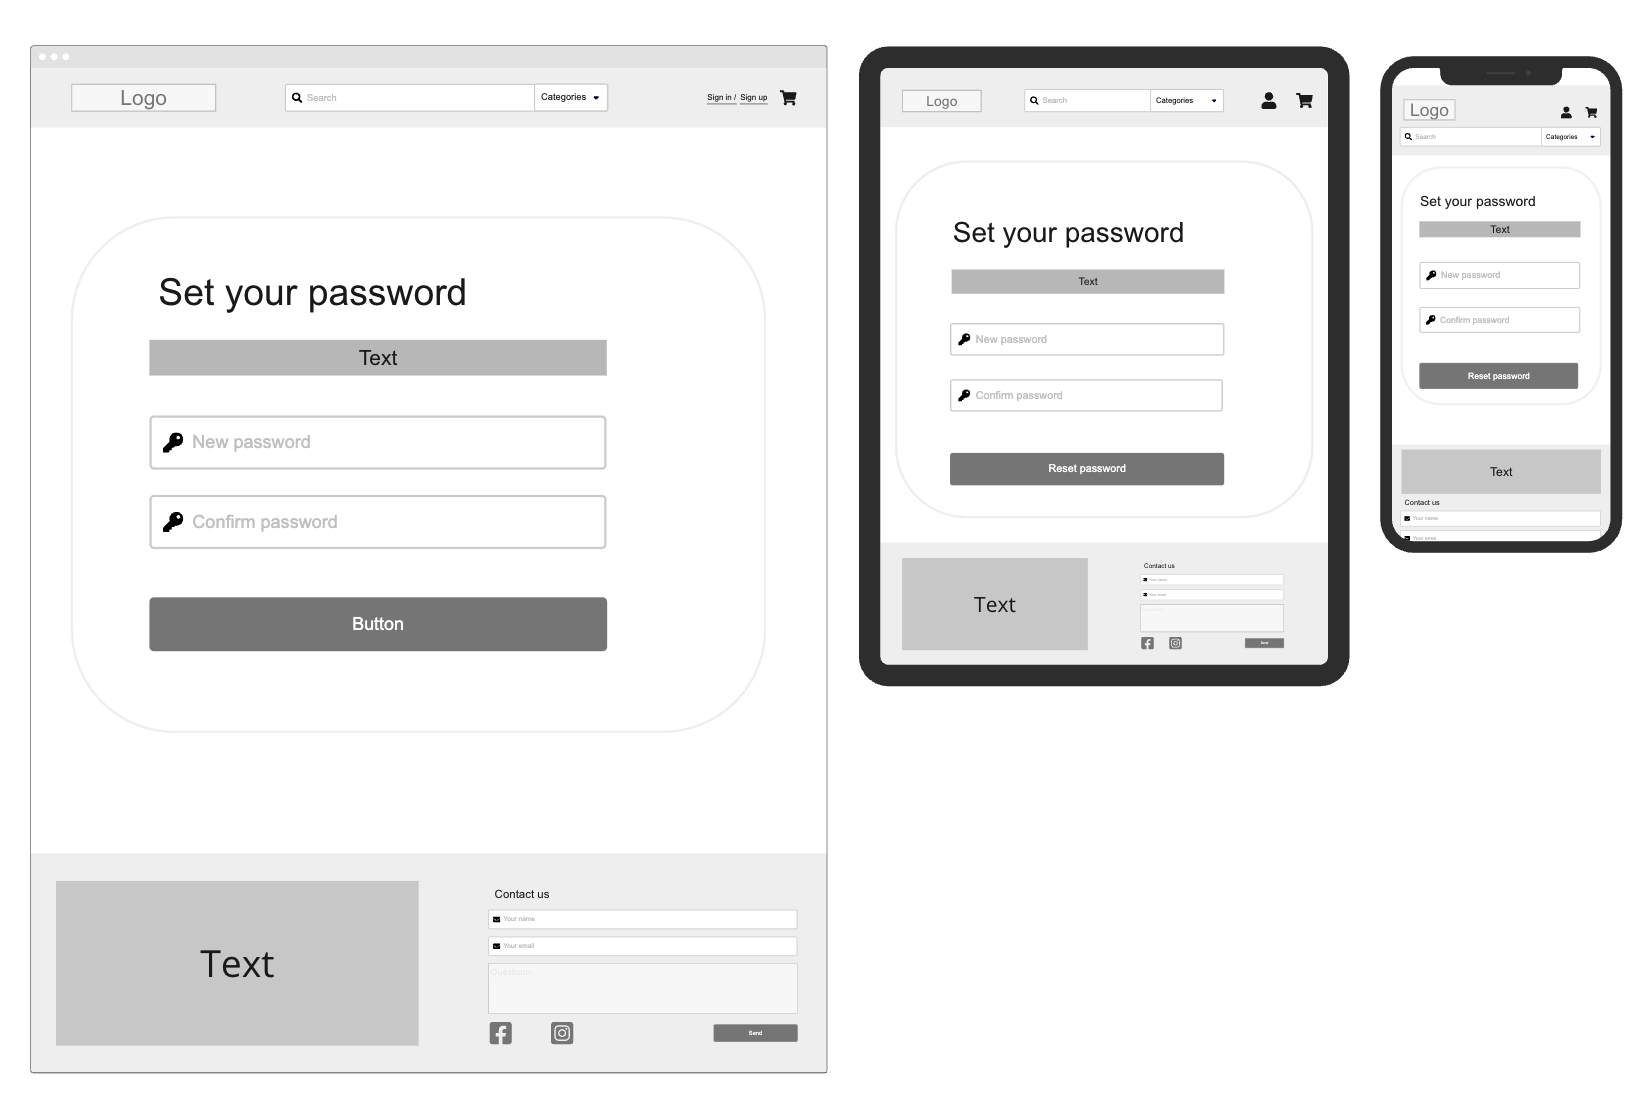 Logo
Search
Categories
Sign in / Sign up
Set your password
Text
New password
Confirm password
Button
Text
Contact us
Your name
Your email
Questions
Send
Logo
Search
Categories
Set your password
Text
New password
Confirm password
Reset password
Text
Contact us
Your name
Your email
Send
Logo
Search
Categories
Set your password
Text
New password
Confirm password
Reset password
Text
Contact us
Your name
Your email